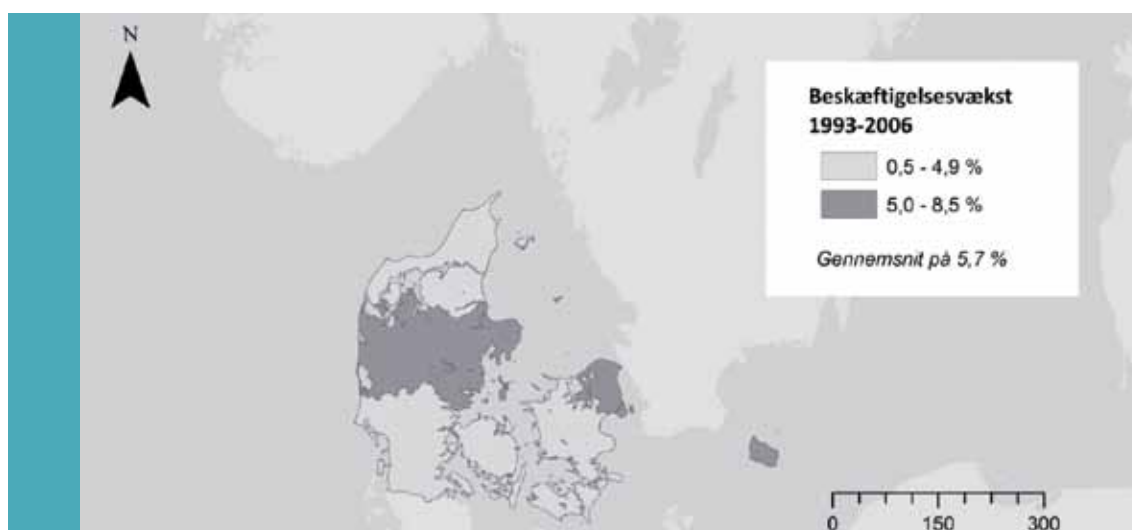 N
Beskæftigelsesvækst
1993-2006
0,5 - 4,9 %
5,0 - 8,5 %
Gennemsnit på 5,7 %
0 150 300